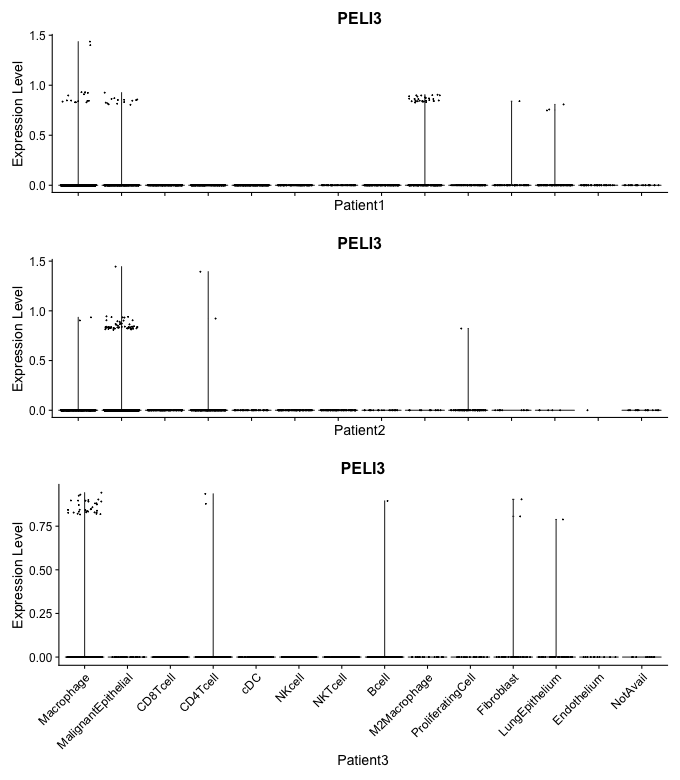 PELI3
Expression Level
1.5
1.0
0.5
0.0
Patient1
PELI3
Expression Level
1.5
1.0
0.5
0.0
Patient2
PELI3
Expression Level
0.75
0.50
0.25
0.00
Macrophage
MalignantEpithelial
CD8Tcell
CD4Tcell
cDC
NKcell
NKTcell
Bcell
M2Macrophage
ProliferatingCell
Fibroblast
LungEpithelium
Endothelium
NotAvail
Patient3